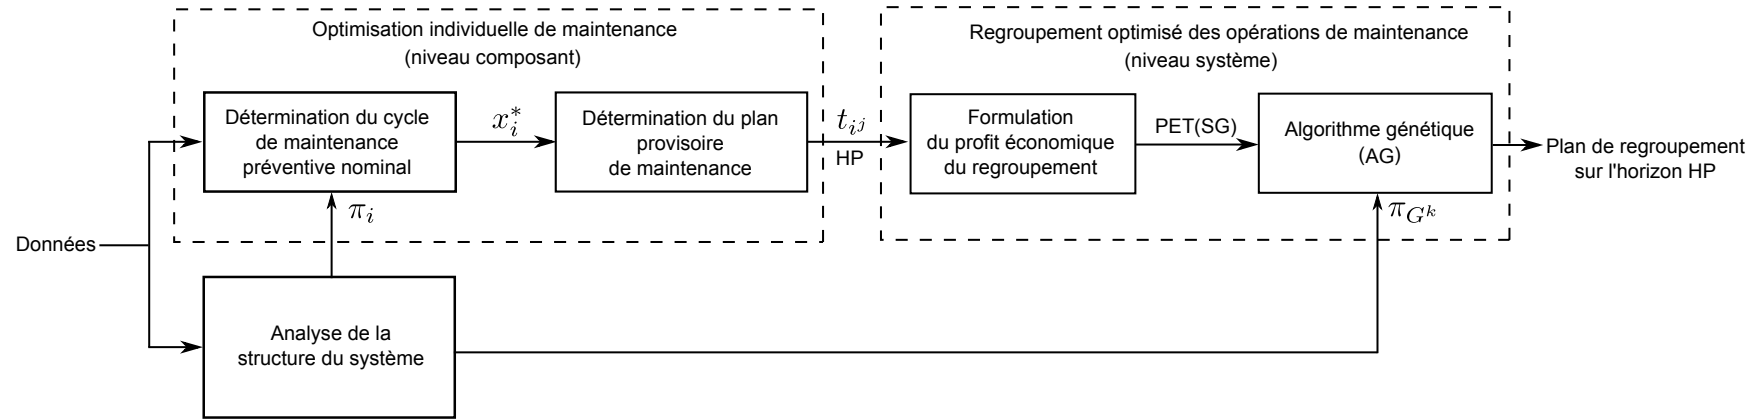 Optimisation individuelle de maintenance
(niveau composant)
Regroupement optimisé des opérations de maintenance
(niveau système)
Détermination du cycle
de maintenance
préventive nominal
x_i^*
Détermination du plan
provisoire
de maintenance
t_{i^j}
HP
Formulation
du profit économique
du regroupement
PET(SG)
Algorithme génétique
(AG)
Plan de regroupement
sur l'horizon HP
π_i
π_{G^k}
Données
Analyse de la
structure du système